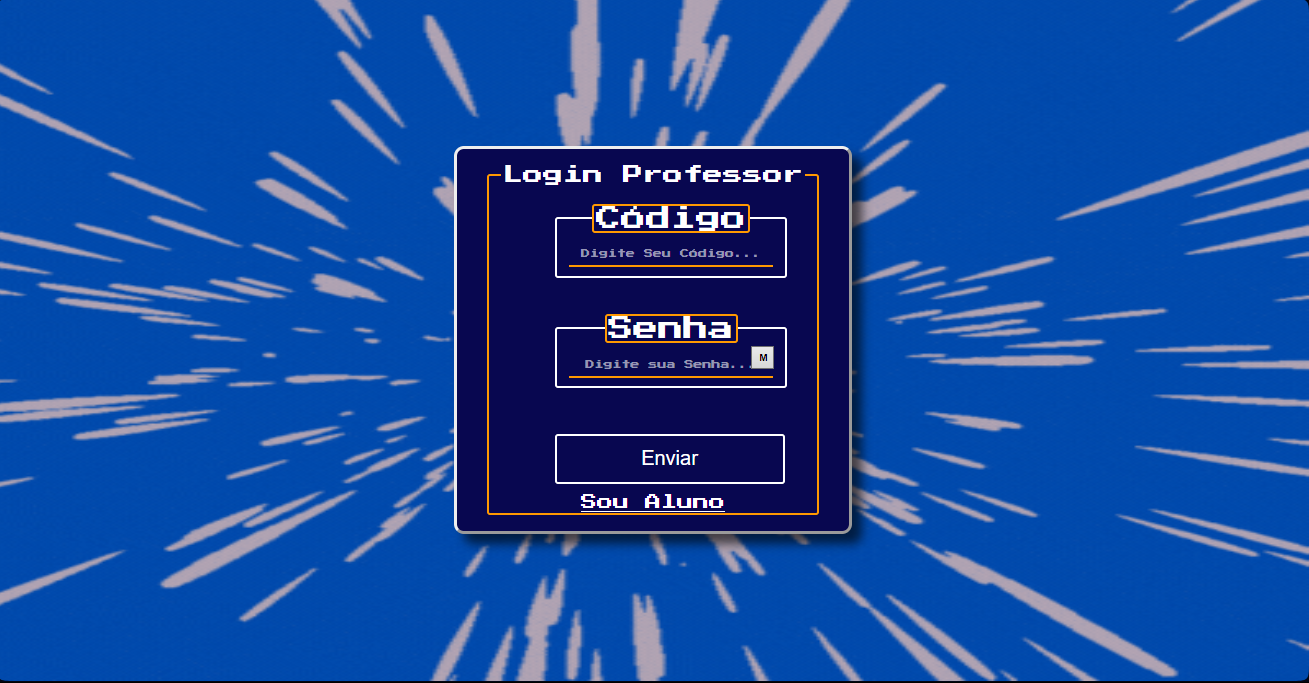 Login Professor
Código
Digite Seu Código...
Senha
Digite sua Senha...
M
Enviar
Sou Aluno